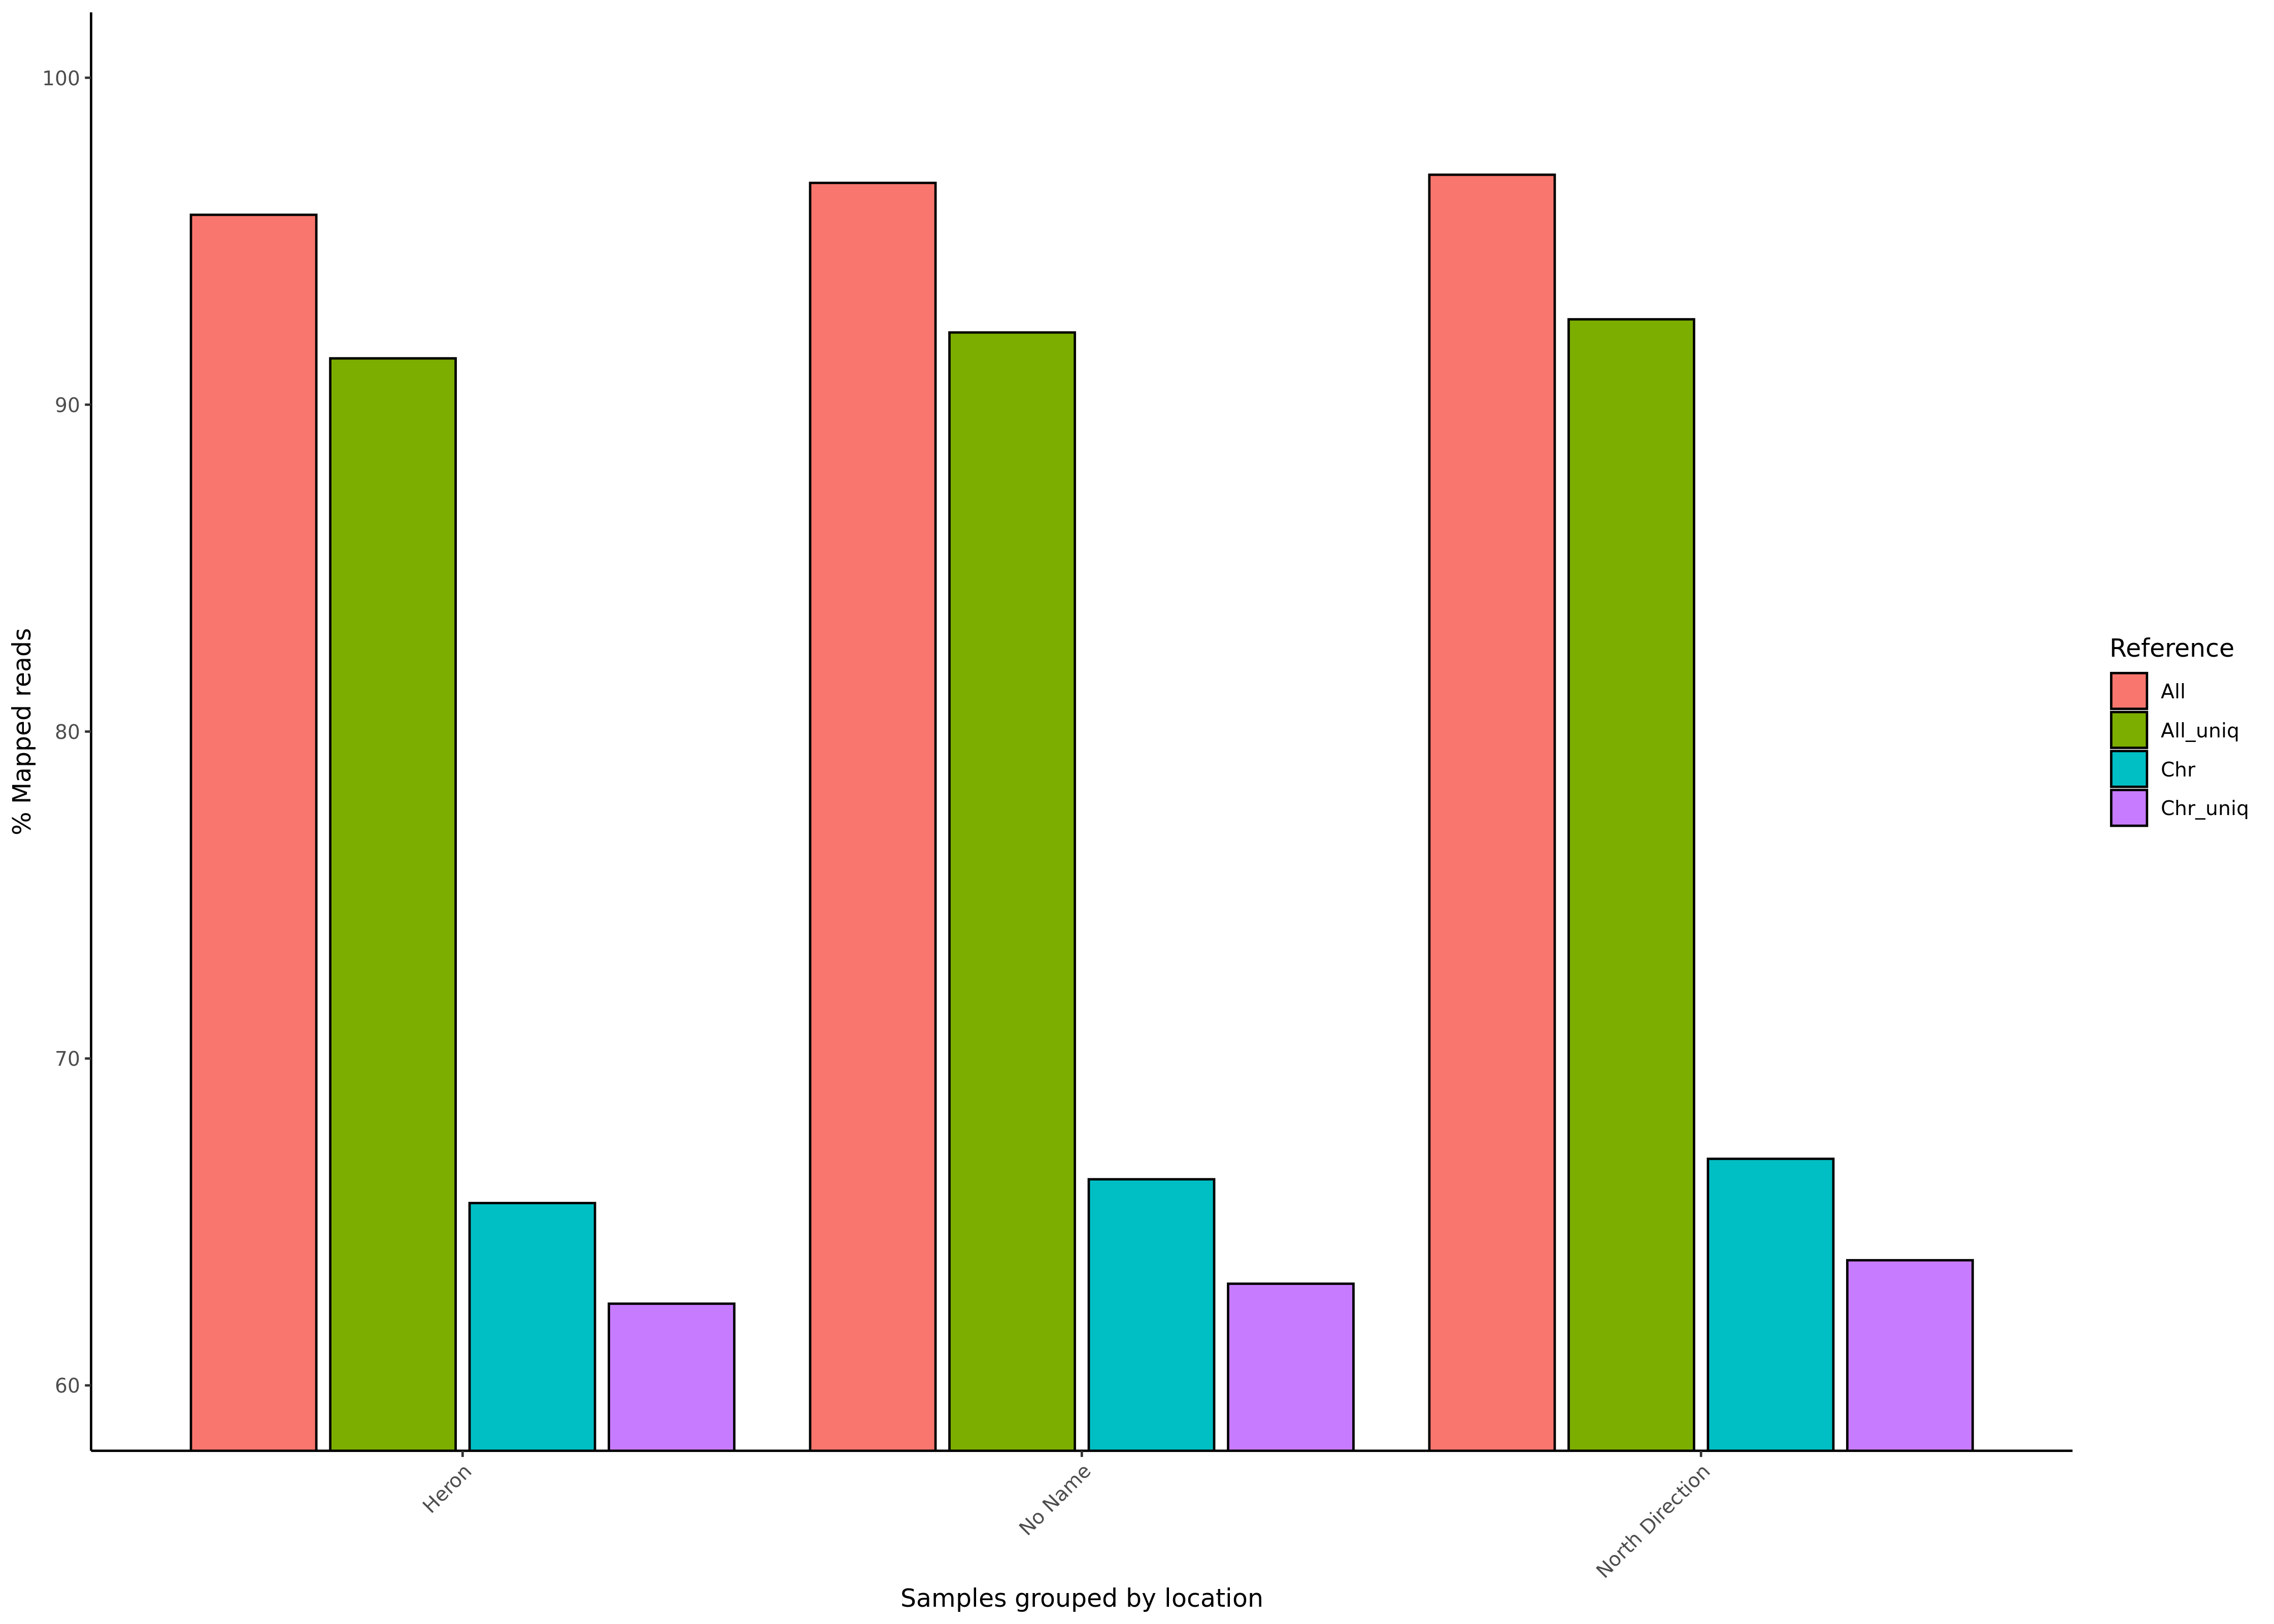 100
90
80
70
60
% Mapped reads
Heron
No Name
North Direction
Samples grouped by location
Reference
All
All_uniq
Chr
Chr_uniq